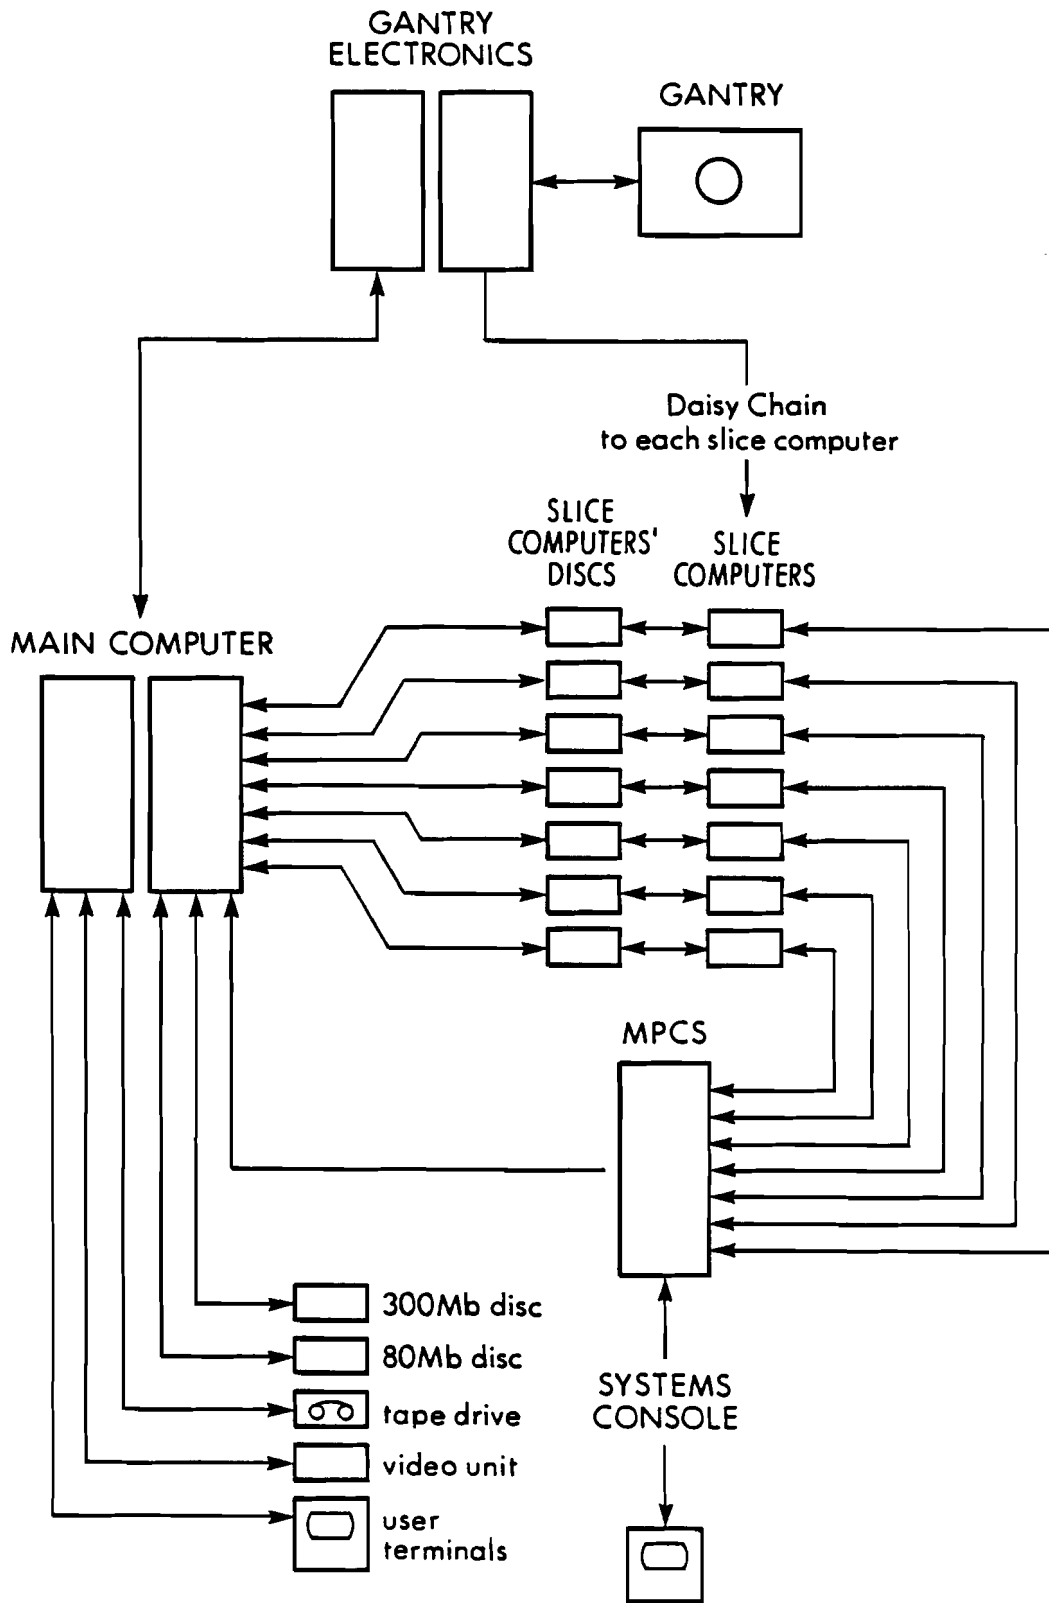 GANTRY
ELECTRONICS
GANTRY
Daisy Chain
to each slice computer
SLICE
COMPUTERS'
DISCS
SLICE
COMPUTERS
MAIN COMPUTER
MPCS
300Mb disc
80Mb disc
tape drive
video unit
user
terminals
SYSTEMS
CONSOLE